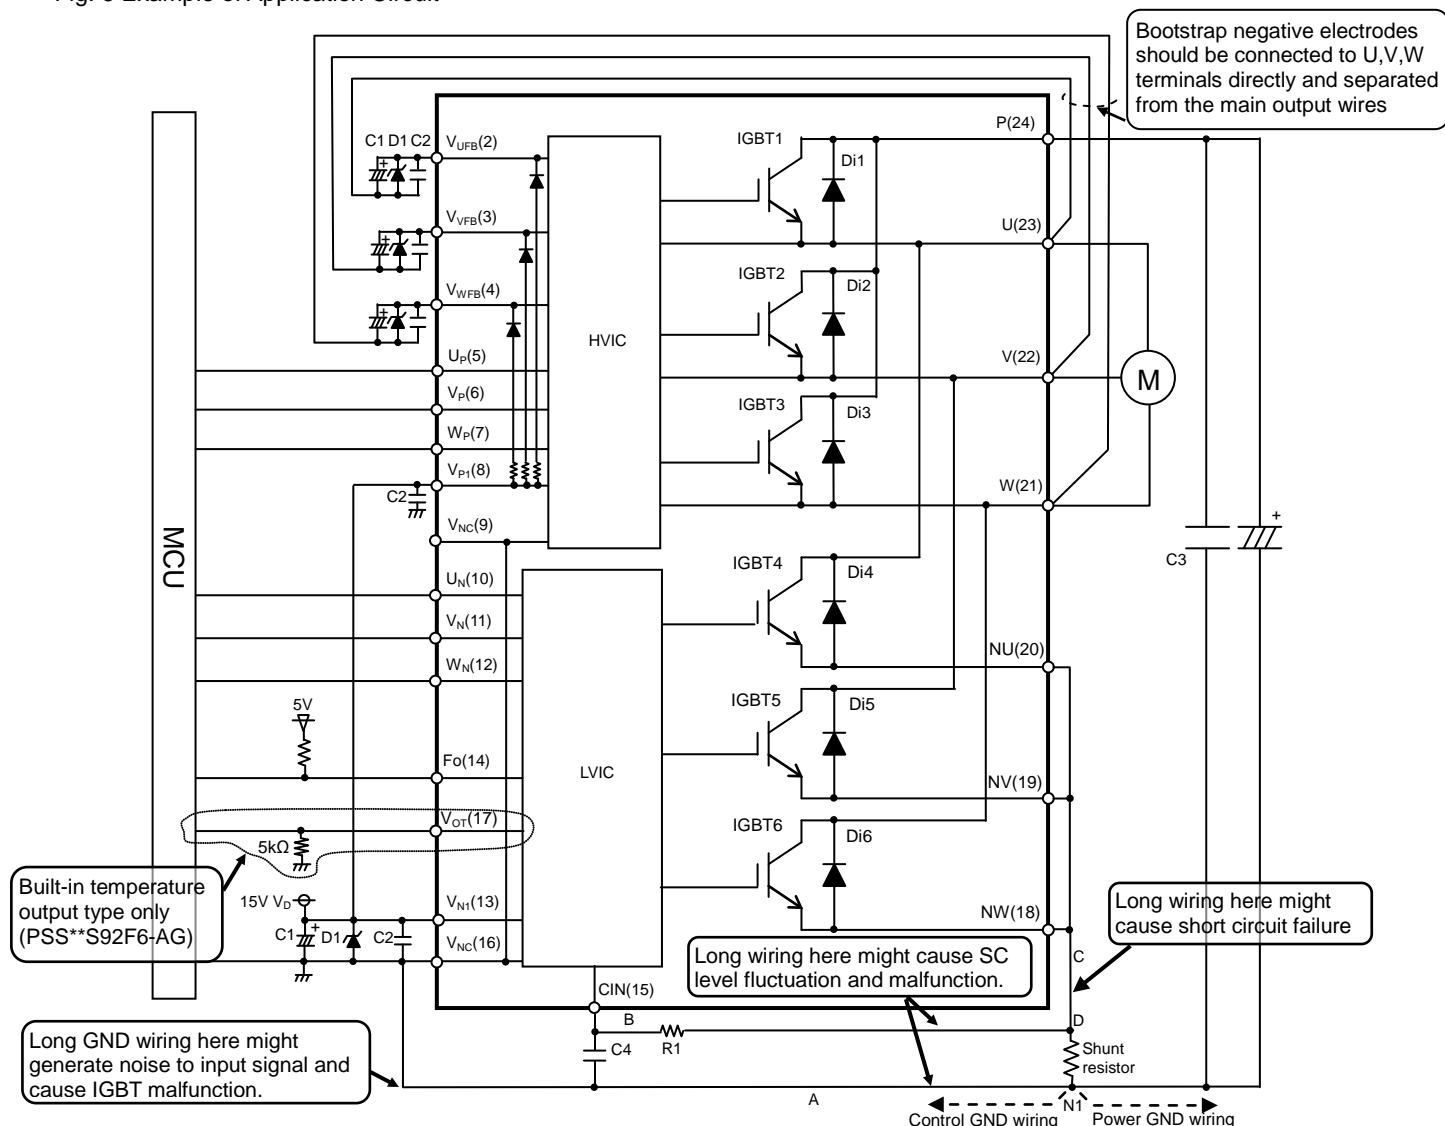 Fig. 3 Example of Application Circuit
Bootstrap negative electrodes
should be connected to U,V,W
terminals directly and separated
from the main output wires
P(24)
IGBT1
Di1
C1 D1 C2
+
VUFB(2)
U(23)
VVFB(3)
+
IGBT2
Di2
VWFB(4)
+
HVIC
UP(5)
V(22)
M
VP(6)
IGBT3
Di3
WP(7)
VP1(8)
C2
W(21)
VNC(9)
MCU
+
C3
IGBT4
Di4
UN(10)
VN(11)
WN(12)
NU(20)
5V
IGBT5
Di5
Fo(14)
LVIC
NV(19)
VOT(17)
5kΩ
IGBT6
Di6
Built-in temperature
output type only
(PSS**S92F6-AG)
15V VD
VN1(13)
C1
+
D1
C2
VNC(16)
NW(18)
Long wiring here might
cause short circuit failure
Long wiring here might cause SC
level fluctuation and malfunction.
C
CIN(15)
B
D
R1
C4
Shunt
resistor
Long GND wiring here might
generate noise to input signal and
cause IGBT malfunction.
A
N1
Control GND wiring
Power GND wiring